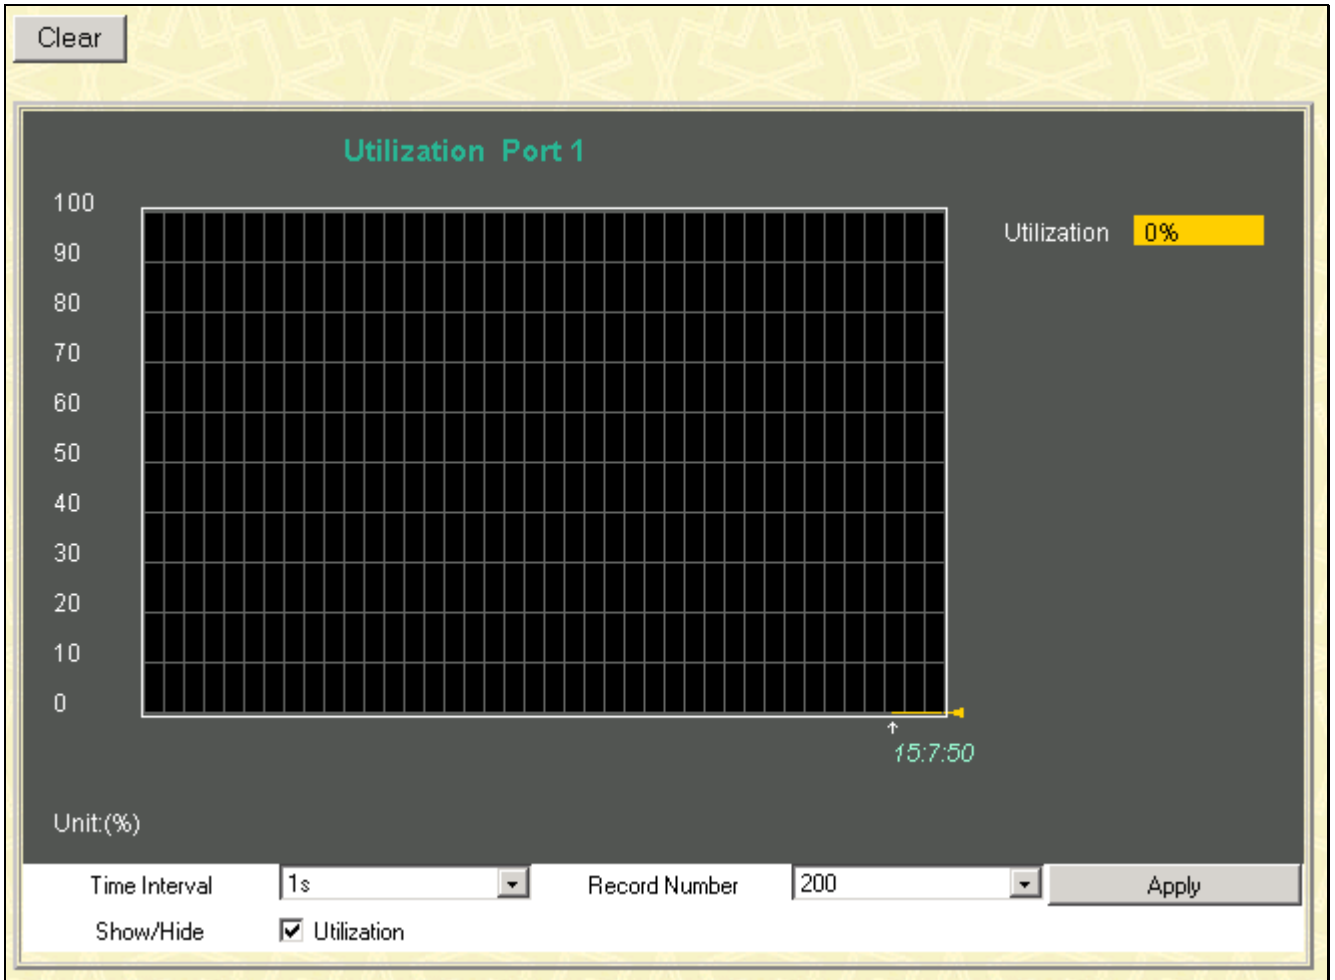 Clear
Utilization Port 1
100
90
80
70
60
50
40
30
20
10
0
Utilization 0%
15:7:50
Unit:(%)
Time Interval 1s Record Number 200 Apply
Show/Hide Utilization